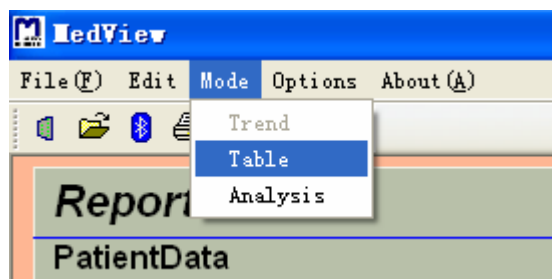 MedView
File(F) Edit Mode Options About(A)
Trend
Table
Report
Analysis
PatientData